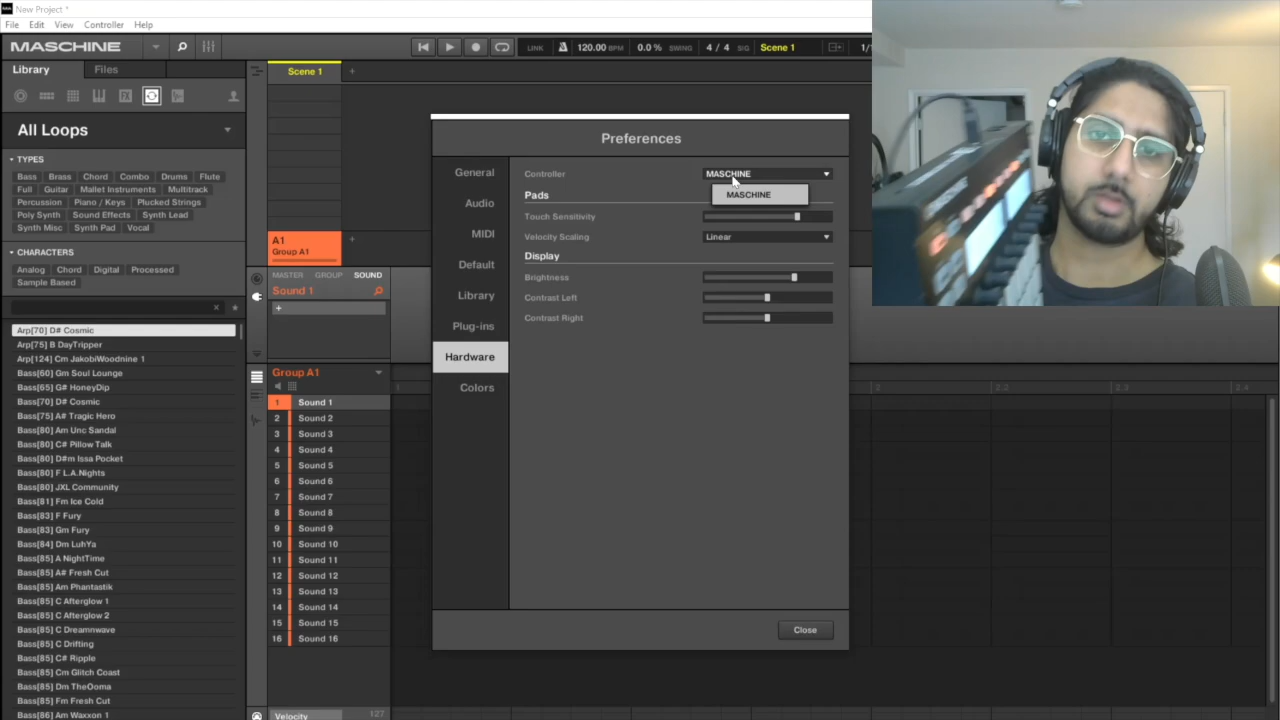 New Project *
File Edit View Controller Help
MASCHINE
LINK 120.00 BPM 0.0 % SWING 4 / 4 SIG Scene 1 1/
Library Files
Scene 1 +
All Loops
TYPES
Bass Brass Chord Combo Drums Flute
Full Guitar Mallet Instruments Multitrack
Percussion Piano / Keys Plucked Strings
Poly Synth Sound Effects Synth Lead
Synth Misc Synth Pad Vocal
CHARACTERS
Analog Chord Digital Processed
Sample Based
Arp[70] D# Cosmic
Arp[75] B DayTripper
Arp[124] Cm JakobiWoodnine 1
Bass[60] Gm Soul Lounge
Bass[65] G# HoneyDip
Bass[70] D# Cosmic
Bass[75] A# Tragic Hero
Bass[80] Am Unc Sandal
Bass[80] C# Pillow Talk
Bass[80] D#m Issa Pocket
Bass[80] F L.A.Nights
Bass[80] JXL Community
Bass[81] Fm Ice Cold
Bass[83] F Fury
Bass[83] Gm Fury
Bass[84] Dm LuhYa
Bass[85] A NightTime
Bass[85] A# Fresh Cut
Bass[85] Am Phantastik
Bass[85] C Afterglow 1
Bass[85] C Afterglow 2
Bass[85] C Dreamnwave
Bass[85] C Drifting
Bass[85] C# Ripple
Bass[85] Cm Glitch Coast
Bass[85] Dm TheOoma
Bass[85] Fm Fresh Cut
Bass[86] Am Waxxon 1
A1 +
Group A1
MASTER GROUP SOUND
Sound 1
+
Group A1
1 2 2.2 2.3 2.4
1 Sound 1
2 Sound 2
3 Sound 3
4 Sound 4
5 Sound 5
6 Sound 6
7 Sound 7
8 Sound 8
9 Sound 9
10 Sound 10
11 Sound 11
12 Sound 12
13 Sound 13
14 Sound 14
15 Sound 15
16 Sound 16
Velocity 127
Preferences
General
Audio
MIDI
Default
Library
Plug-ins
Hardware
Colors
Controller MASCHINE
MASCHINE
Pads
Touch Sensitivity
Velocity Scaling Linear
Display
Brightness
Contrast Left
Contrast Right
Close